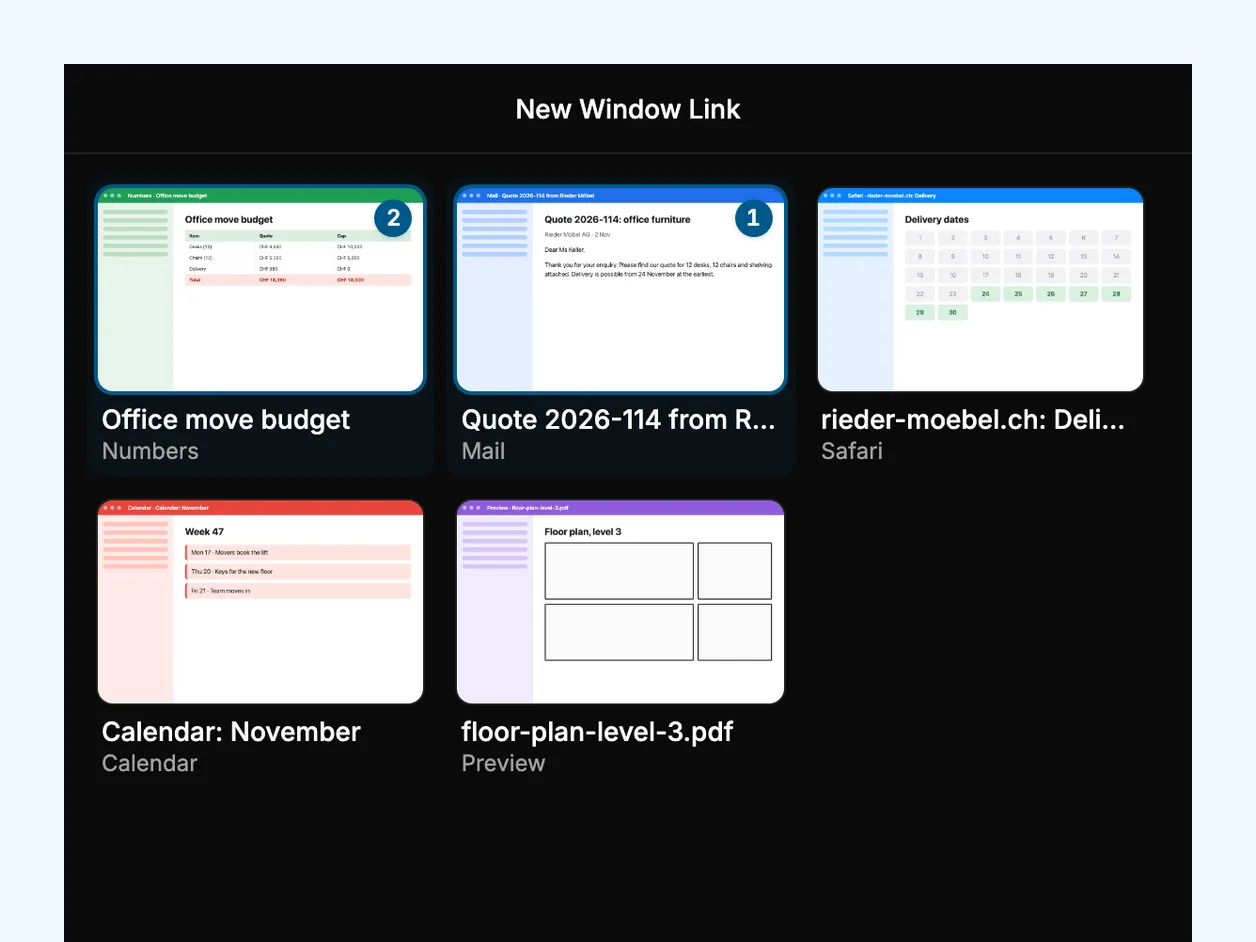 New Window Link
Numbers · Office move budget
Office move budget
2
Item Quote Cap
Desks (12)
Chairs (12)
Delivery CHF 980 CHF 0
Total
Office move budget
Numbers
Mail · Quote 2026-114 from Rieder Möbel
Quote 2026-114: office furniture
1
Rieder Möbel AG · 2 Nov
Dear Ms Keller,
Thank you for your enquiry. Please find our quote for 12 desks, 12 chairs and shelving
attached. Delivery is possible from 24 November at the earliest.
Quote 2026-114 from R...
Mail
Safari · rieder-moebel.ch: Delivery
Delivery dates
1 2 3 4 5 6 7
8 9 10 11 12 13 14
15 16 17 18 19 20 21
22 23 24 25 26 27 28
29 30
rieder-moebel.ch: Deli...
Safari
Calendar · Calendar: November
Week 47
Mon 17 · Movers book the lift
Thu 20 · Keys for the new floor
Fri 21 · Team moves in
Calendar: November
Calendar
Preview · floor-plan-level-3.pdf
Floor plan, level 3
floor-plan-level-3.pdf
Preview